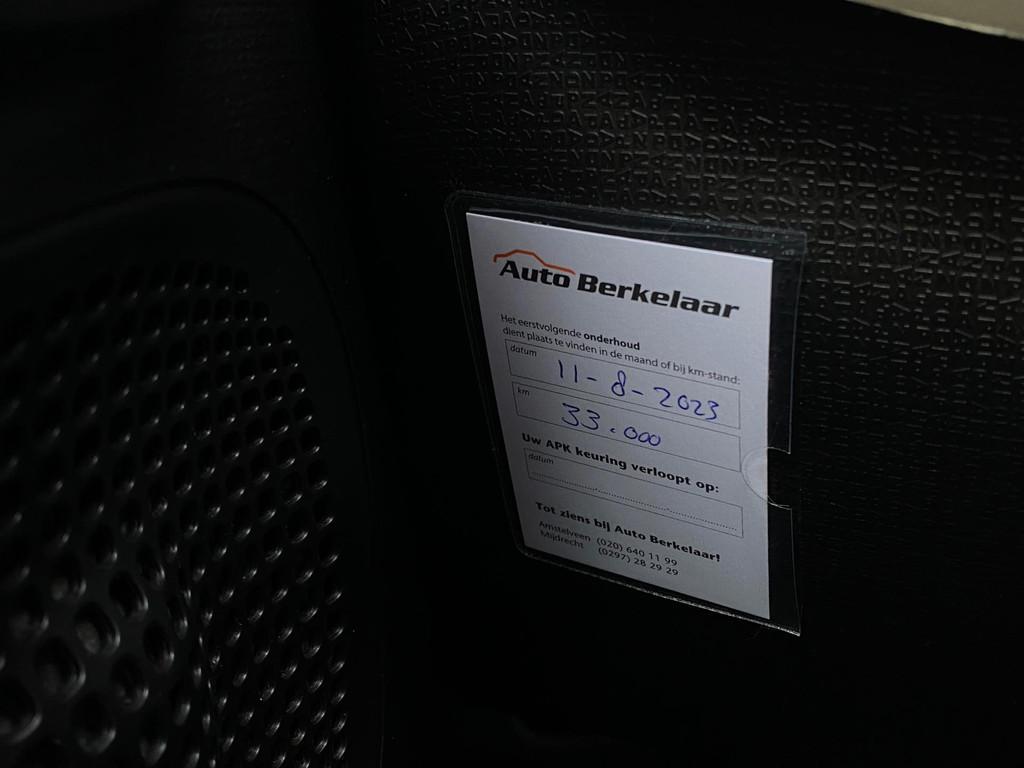 Auto Berkelaar
Het eerstvolgende onderhoud
dient plaats te vinden in de maand of bij km-stand:
datum
11-8-2023
km
33.000
Uw APK keuring verloopt op:
datum
Tot ziens bij Auto Berkelaar!
Amstelveen (020) 640 11 99
Mijdrecht (0297) 28 29 29